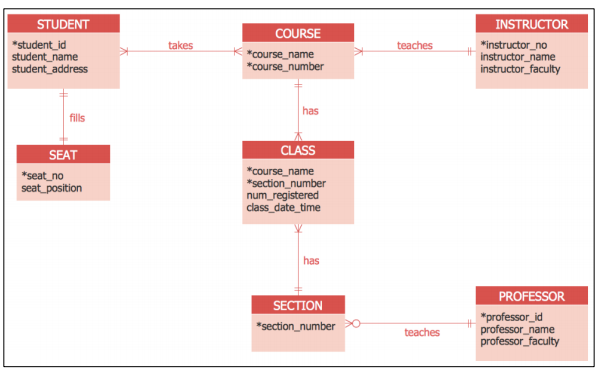 STUDENT
*student_id
student_name
student_address
takes
COURSE
*course_name
*course_number
teaches
INSTRUCTOR
*instructor_no
instructor_name
instructor_faculty
fills
has
SEAT
*seat_no
seat_position
CLASS
*course_name
*section_number
num_registered
class_date_time
has
SECTION
*section_number
teaches
PROFESSOR
*professor_id
professor_name
professor_faculty